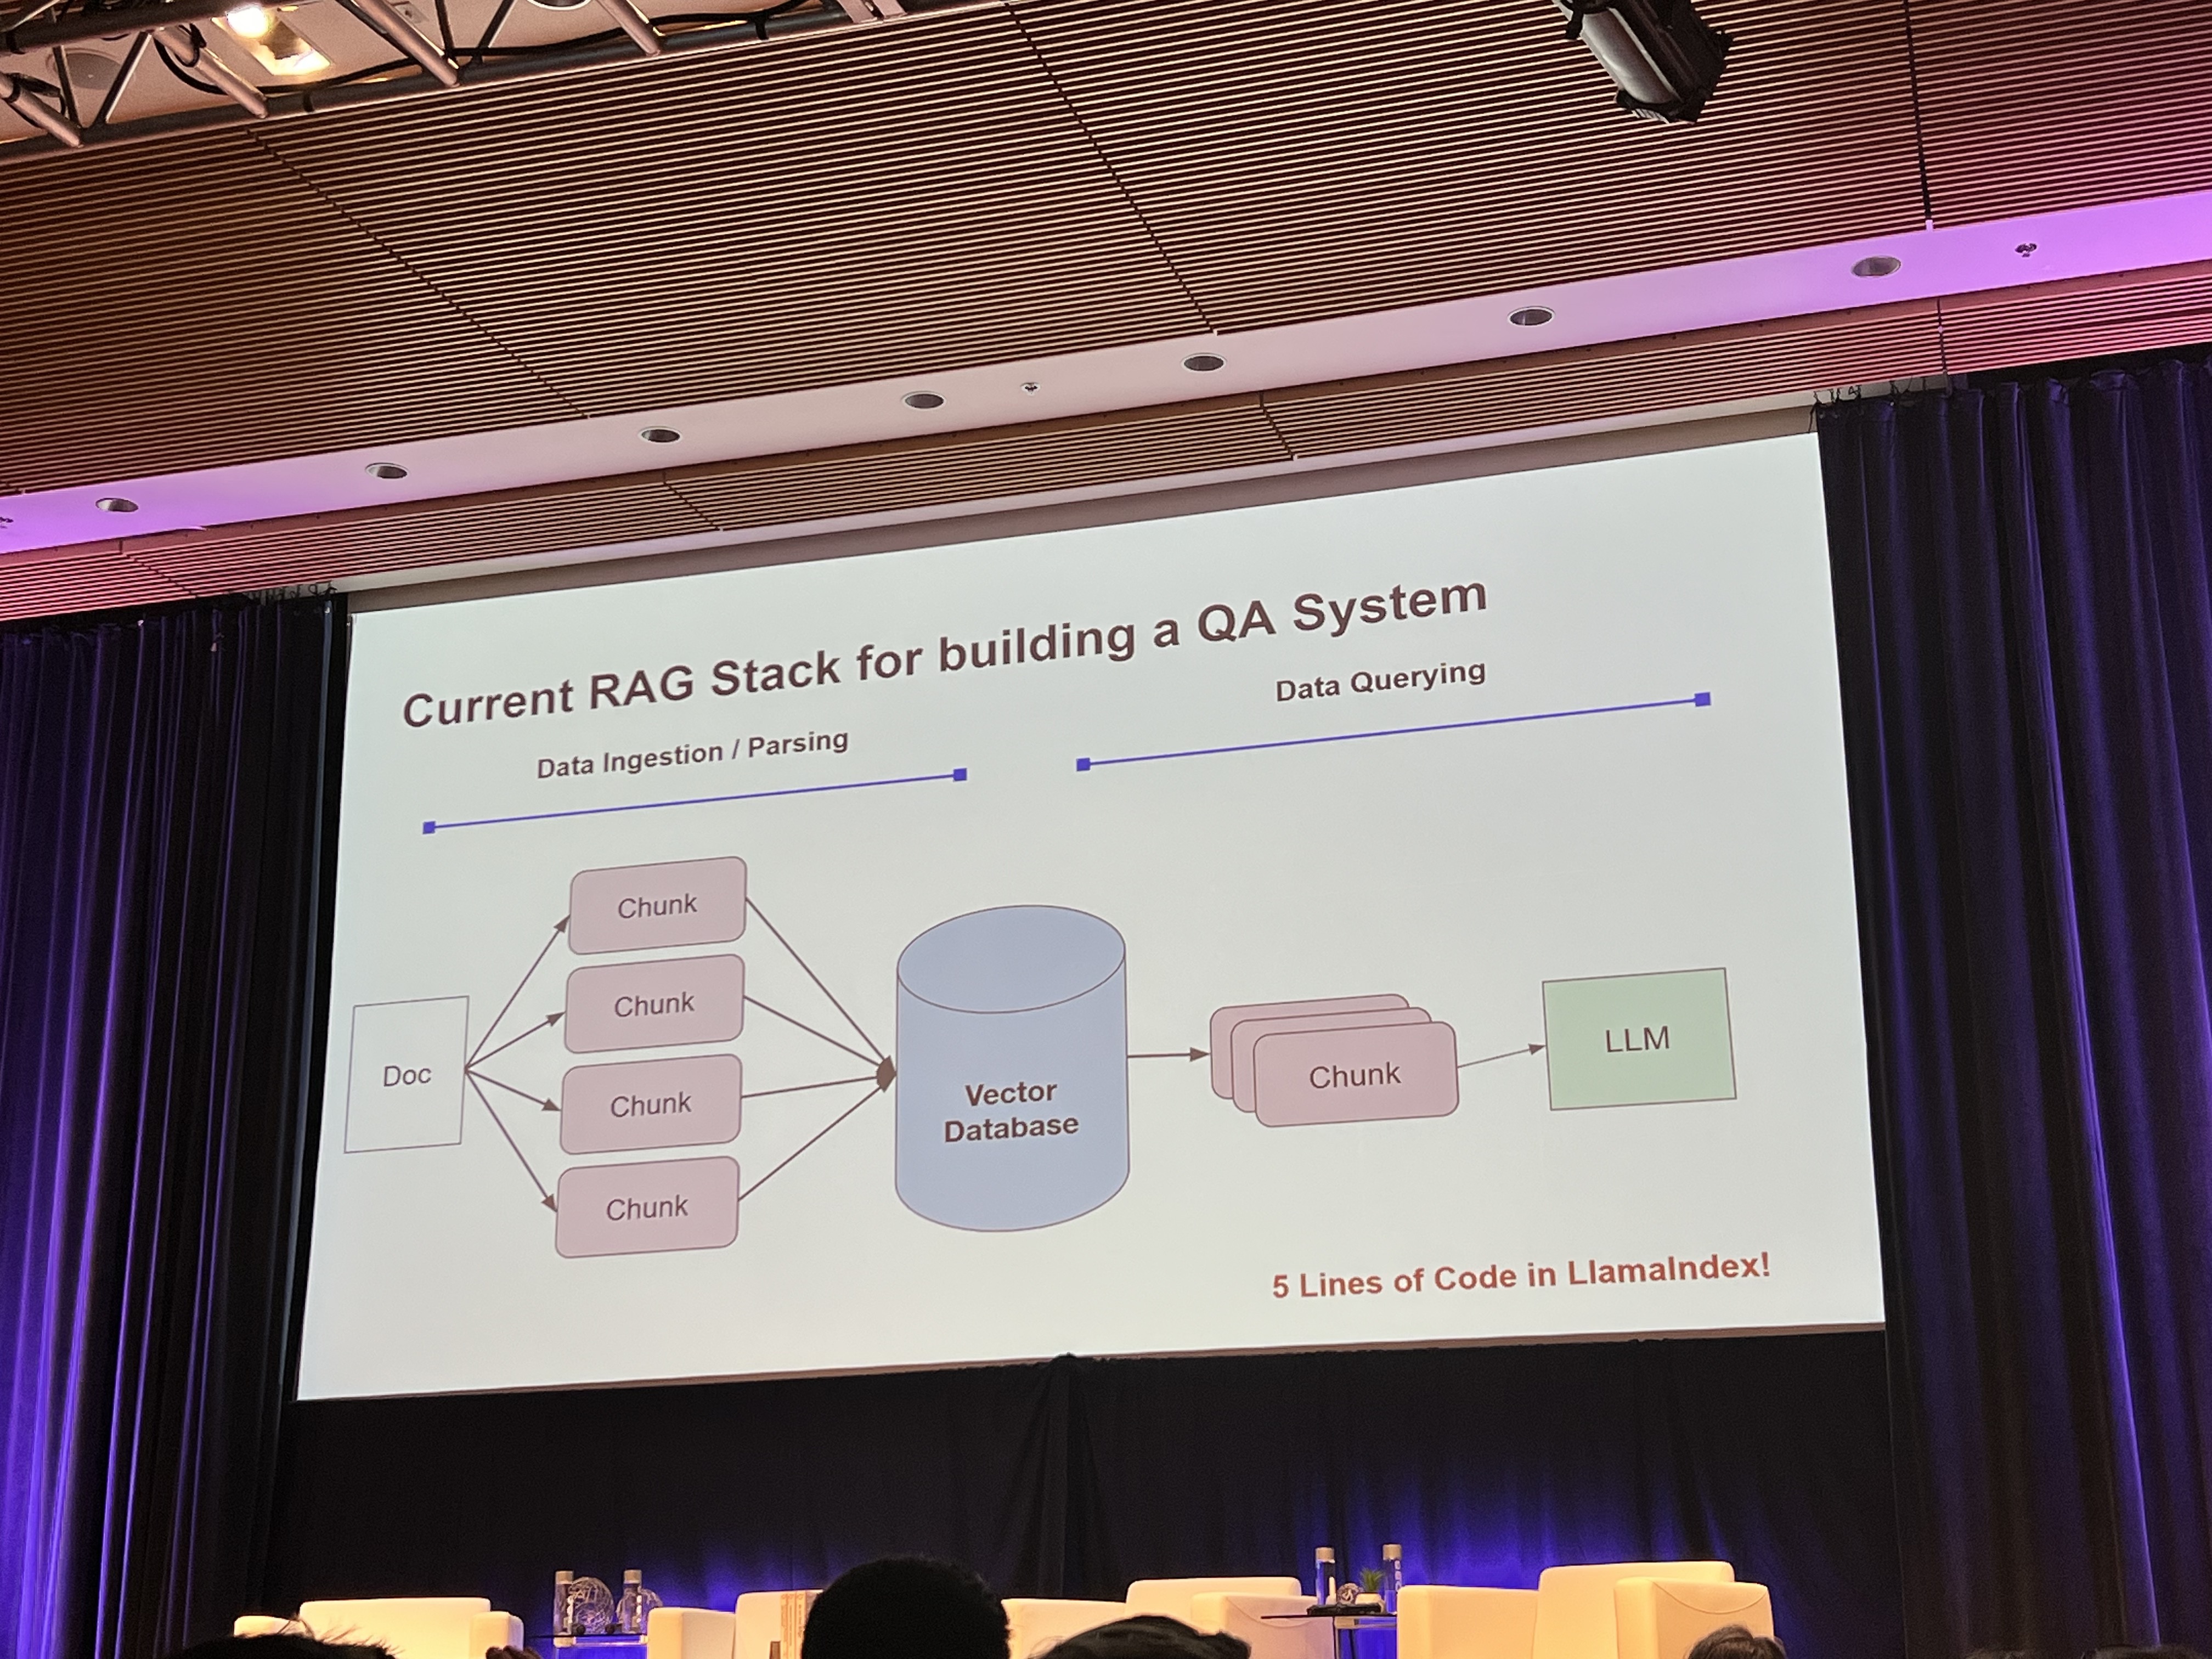 Current RAG Stack for building a QA System
Data Ingestion / Parsing
Data Querying
Doc
Chunk
Chunk
Chunk
Chunk
Vector
Database
Chunk
LLM
5 Lines of Code in LlamaIndex!